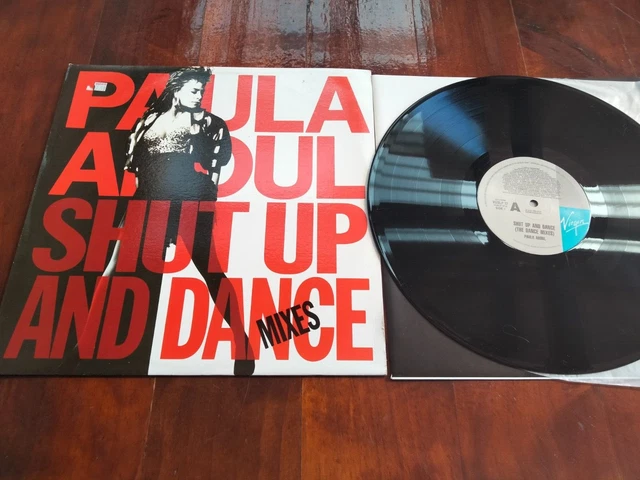 PAULA
ABDUL
SHUT UP
AND DANCE
MIXES
A
Virgin
SHUT UP AND DANCE
(THE DANCE MIXES)
PAULA ABDUL